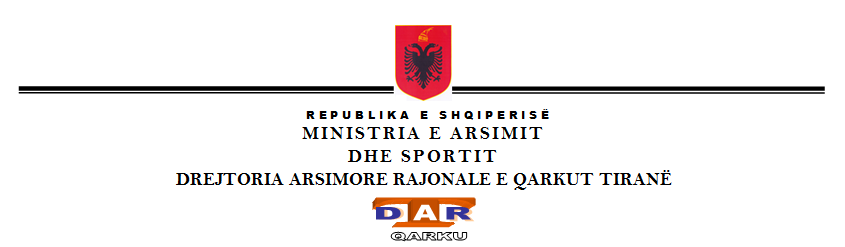 REPUBLIKA E SHQIPERISË
MINISTRIA E ARSIMIT
DHE SPORTIT
DREJTORIA ARSIMORE RAJONALE E QARKUT TIRANË
DAR
QARKU